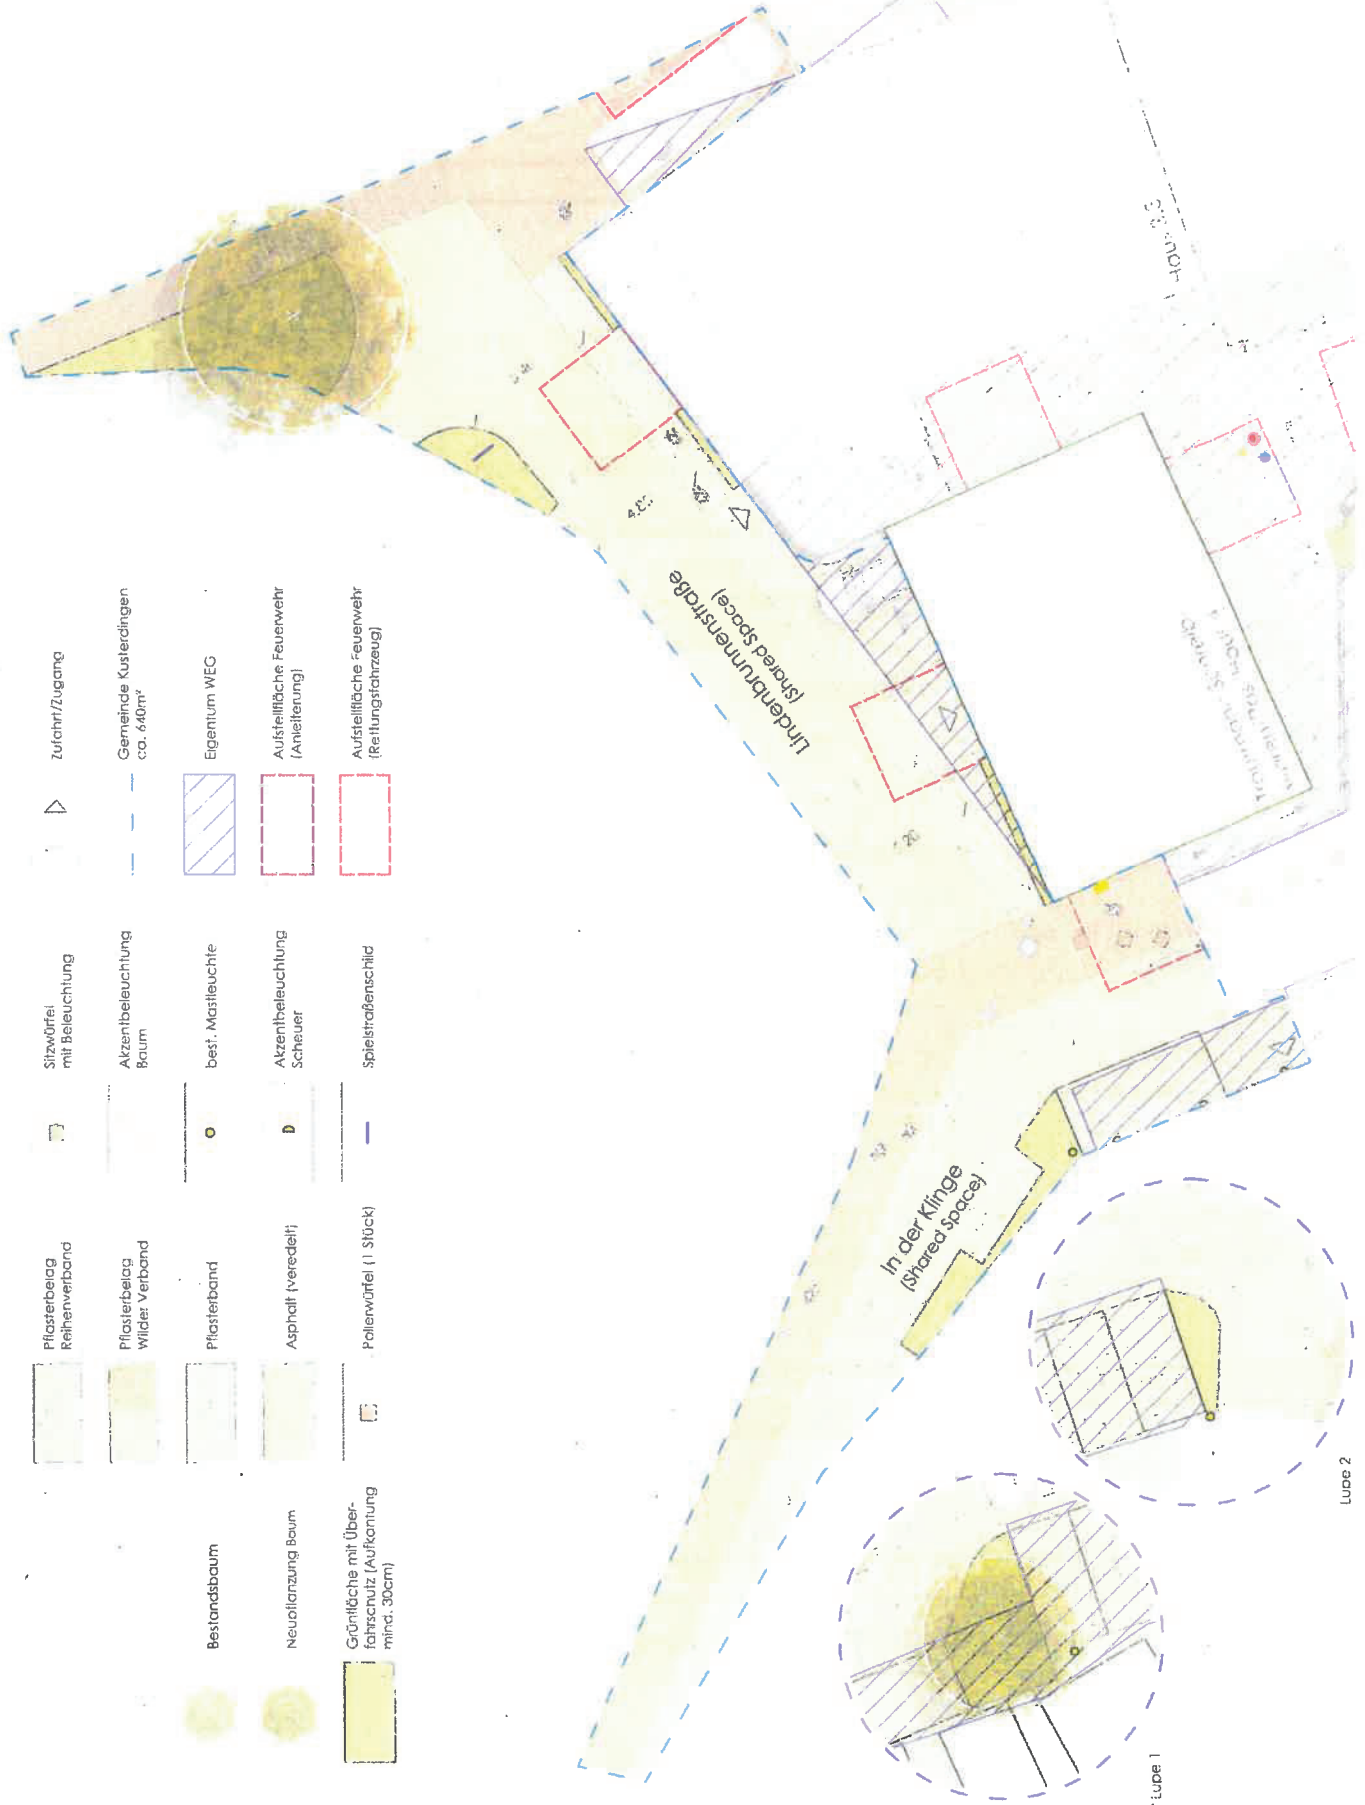 Bestandsbaum
Neupflanzung Baum
Grünfläche mit Über-
fahrschutz (Aufkantung
mind. 30cm)
Pflasterbelag
Reihenverband
Pflasterbelag
Wilder Verband
Pflasterband
Asphalt (veredelt)
Pollerwürfel (1 Stück)
Sitzwürfel
mit Beleuchtung
Akzentbeleuchtung
Baum
best. Mastleuchte
Akzentbeleuchtung
Scheuer
Spielstraßenschild
Zufahrt/Zugang
Gemeinde Kusterdingen
ca. 640m²
Eigentum WEG
Aufstellfläche Feuerwehr
(Anleiterung)
Aufstellfläche Feuerwehr
(Rettungsfahrzeug)
Lindenbrunnenstraße
(Shared Space)
In der Klinge
(Shared Space)
Lupe 1
Lupe 2